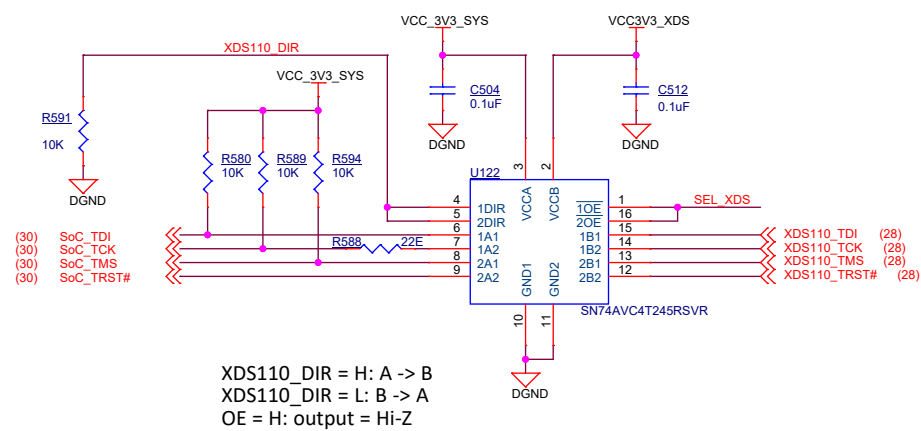 VCC_3V3_SYS
VCC3V3_XDS
XDS110_DIR
VCC_3V3_SYS
C504
0.1uF
C512
0.1uF
R591
10K
R580
10K
R589
10K
R594
10K
DGND
DGND
DGND
U122
3
2
VCCA
VCCB
4
1DIR
5
2DIR
6
1A1
7
1A2
8
2A1
9
2A2
1OE
1
2OE
16
1B1
15
1B2
14
2B1
13
2B2
12
SEL_XDS
(30) SoC_TDI
(30) SoC_TCK
(30) SoC_TMS
(30) SoC_TRST#
R588
22E
XDS110_TDI (28)
XDS110_TCK (28)
XDS110_TMS (28)
XDS110_TRST# (28)
GND1
GND2
10
11
SN74AVC4T245RSVR
DGND
XDS110_DIR = H: A -> B
XDS110_DIR = L: B -> A
OE = H: output = Hi-Z